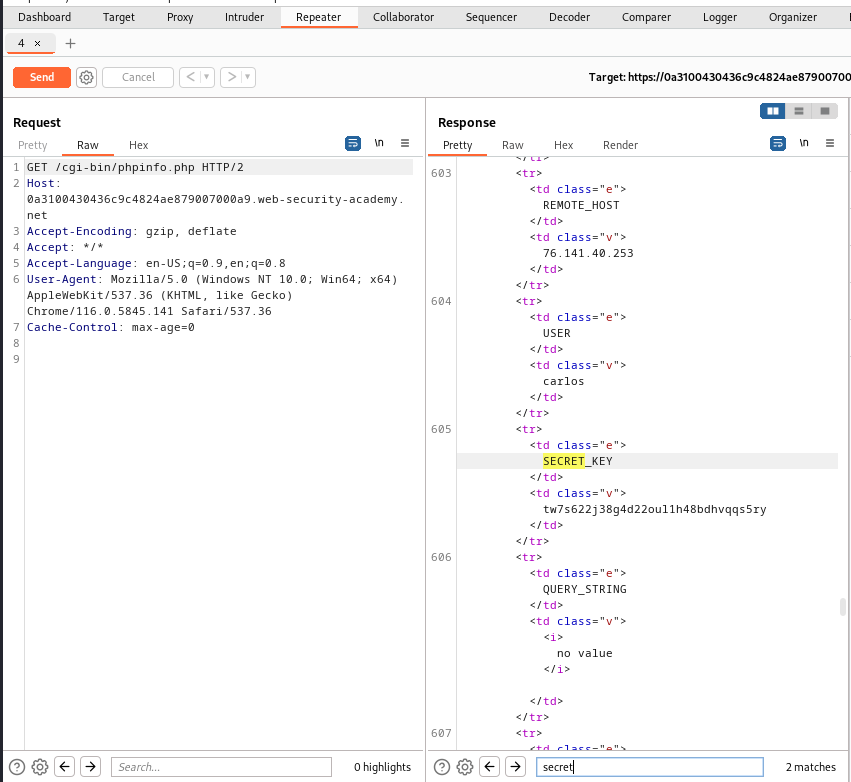 Dashboard Target Proxy Intruder Repeater Collaborator Sequencer Decoder Comparer Logger Organizer
4 × +
Send Cancel < > Target: https://0a3100430436c9c4824ae87900700
Request
Pretty Raw Hex \n
1 GET /cgi-bin/phpinfo.php HTTP/2
2 Host:
0a3100430436c9c4824ae879007000a9.web-security-academy.
net
3 Accept-Encoding: gzip, deflate
4 Accept: */*
5 Accept-Language: en-US;q=0.9,en;q=0.8
6 User-Agent: Mozilla/5.0 (Windows NT 10.0; Win64; x64)
AppleWebKit/537.36 (KHTML, like Gecko)
Chrome/116.0.5845.141 Safari/537.36
7 Cache-Control: max-age=0
8
9
Search... 0 highlights
Response
Pretty Raw Hex Render \n
</tr>
603 <tr>
<td class="e">
REMOTE_HOST
</td>
<td class="v">
76.141.40.253
</td>
</tr>
604 <tr>
<td class="e">
USER
</td>
<td class="v">
carlos
</td>
</tr>
605 <tr>
<td class="e">
SECRET_KEY
</td>
<td class="v">
tw7s622j38g4d22oul1h48bdhvqqs5ry
</td>
</tr>
606 <tr>
<td class="e">
QUERY_STRING
</td>
<td class="v">
<i>
no value
</i>
</td>
</tr>
607 <tr>
<td class="e">
secret 2 matches